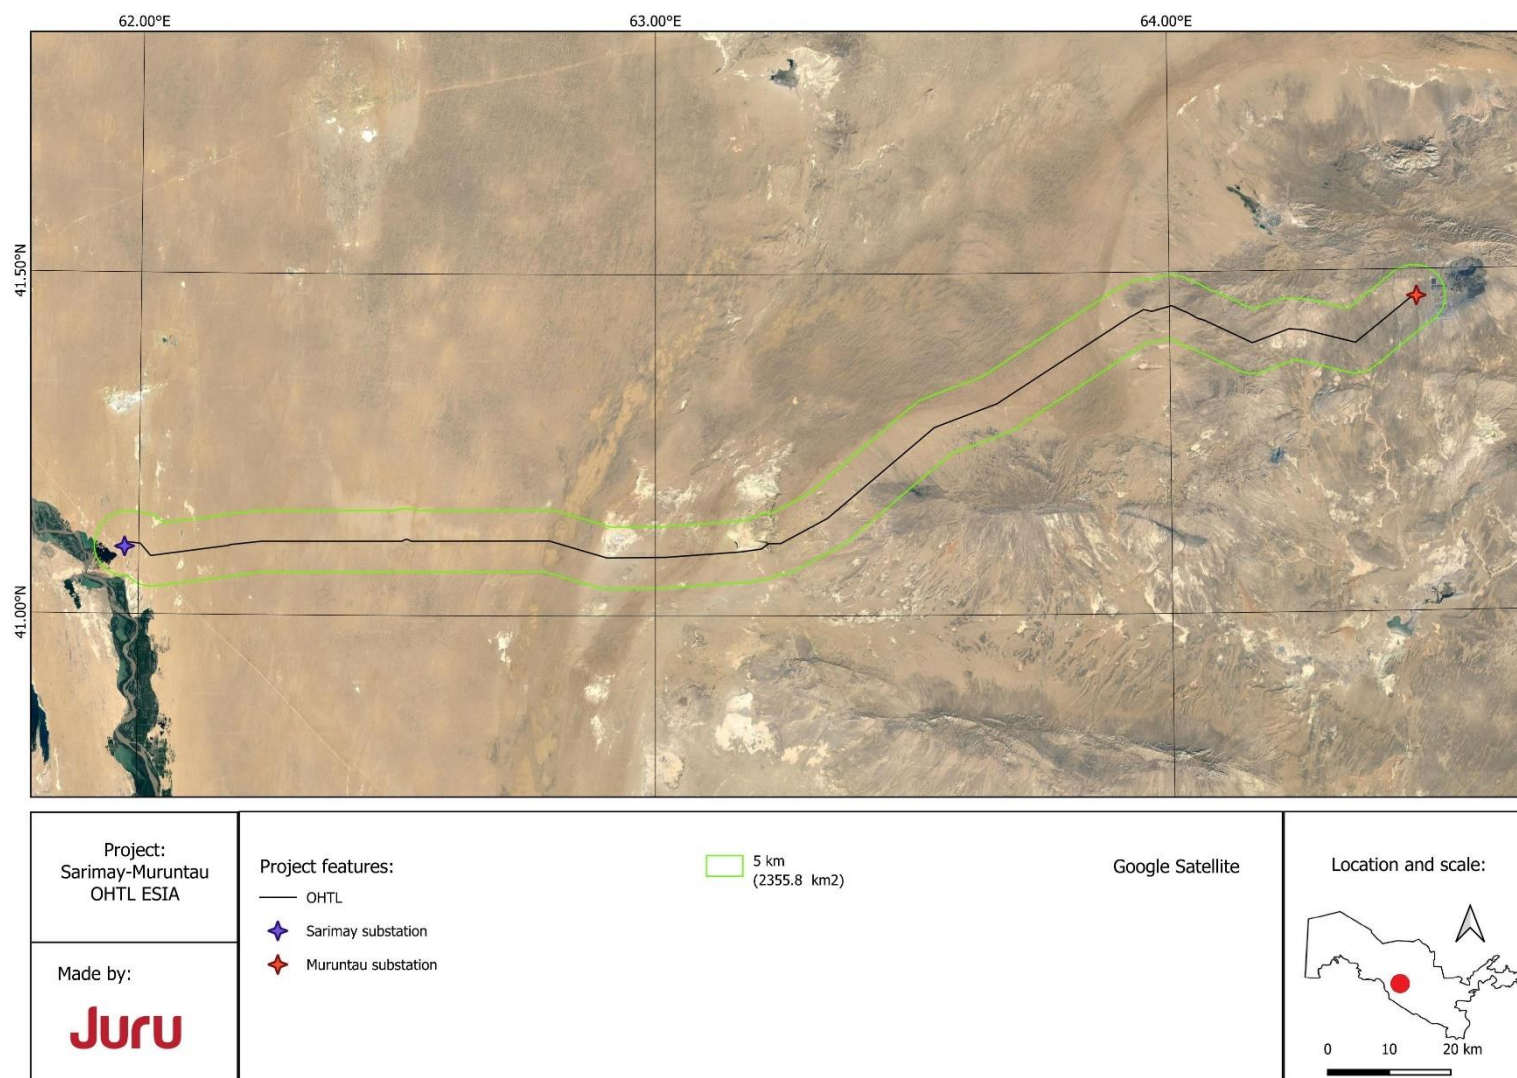 62.00°E 63.00°E 64.00°E
41.50°N
41.00°N
Project:
Sarimay-Muruntau
OHTL ESIA
Made by:
Juru
Project features:
OHTL
Sarimay substation
Muruntau substation
5 km
(2355.8 km2)
Google Satellite
Location and scale:
0 10 20 km